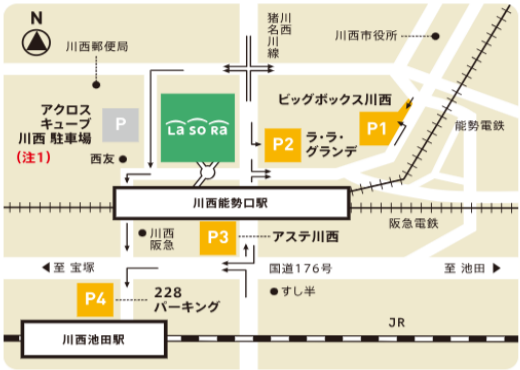 N
川西郵便局
川西
猪名川線
川西市役所
アクロス
キューブ
川西 駐車場
(注1)
P
La so Ra
ビッグボックス川西
P1
P2
ラ・ラ・
グランデ
能勢電鉄
西友
川西能勢口駅
阪急電鉄
川西
阪急
P3
アステ川西
至 宝塚
国道176号
至 池田
P4
228
パーキング
すし半
JR
川西池田駅